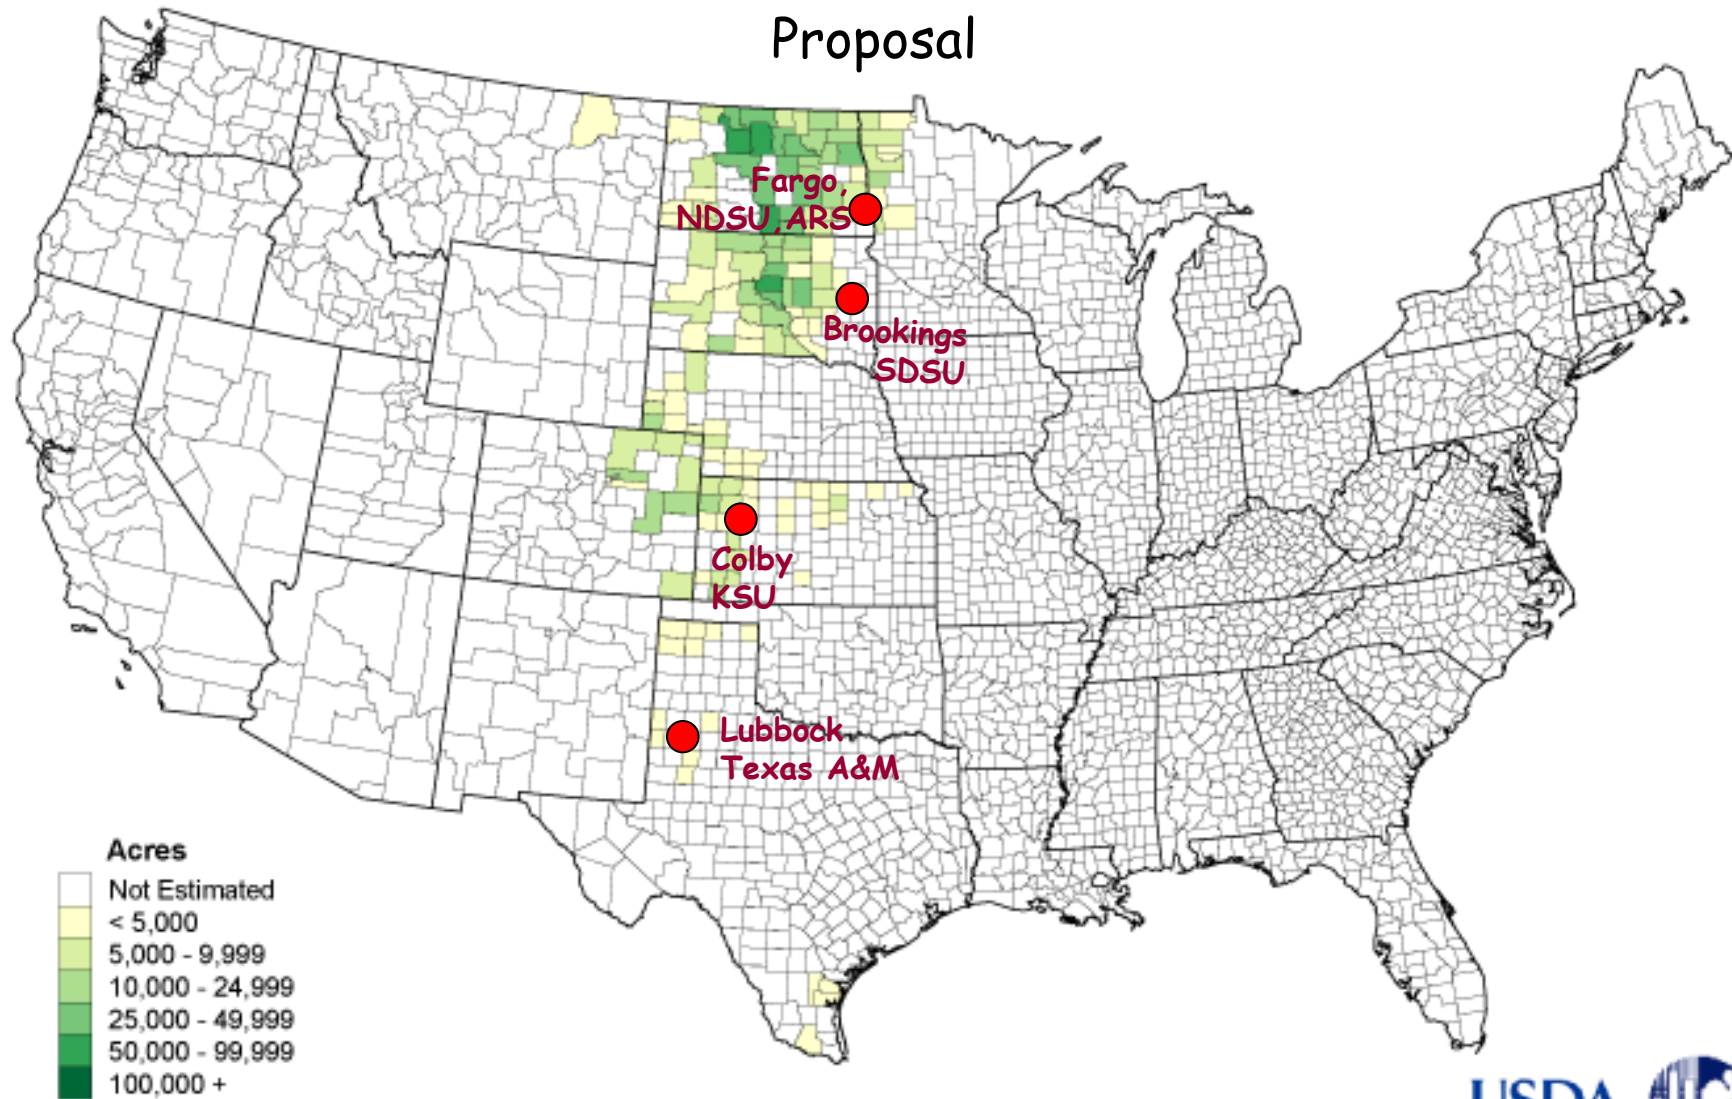 Proposal
Fargo,
NDSU,ARS
Brookings
SDSU
Colby
KSU
Lubbock
Texas A&M
Acres
Not Estimated
< 5,000
5,000 - 9,999
10,000 - 24,999
25,000 - 49,999
50,000 - 99,999
100,000 +
USDA